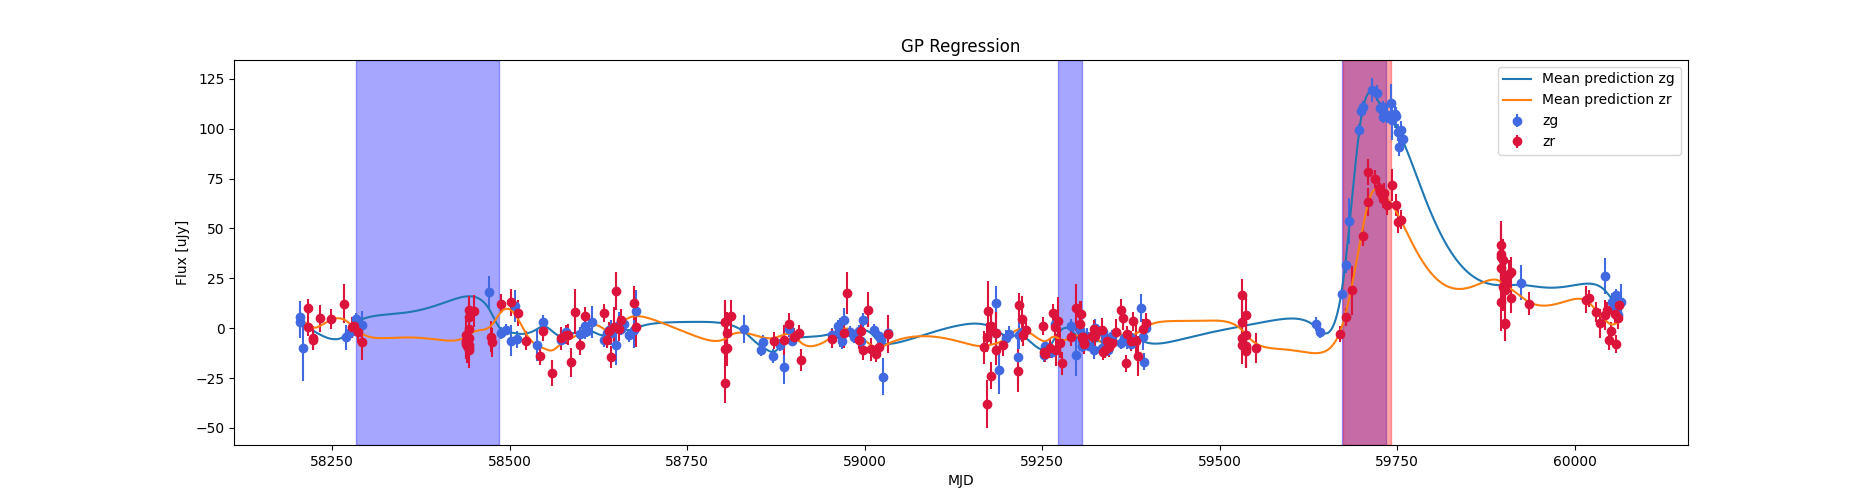 GP Regression
Flux [uJy]
125
100
75
50
25
0
−25
−50
Mean prediction zg
Mean prediction zr
zg
zr
58250
58500
58750
59000
59250
59500
59750
60000
MJD